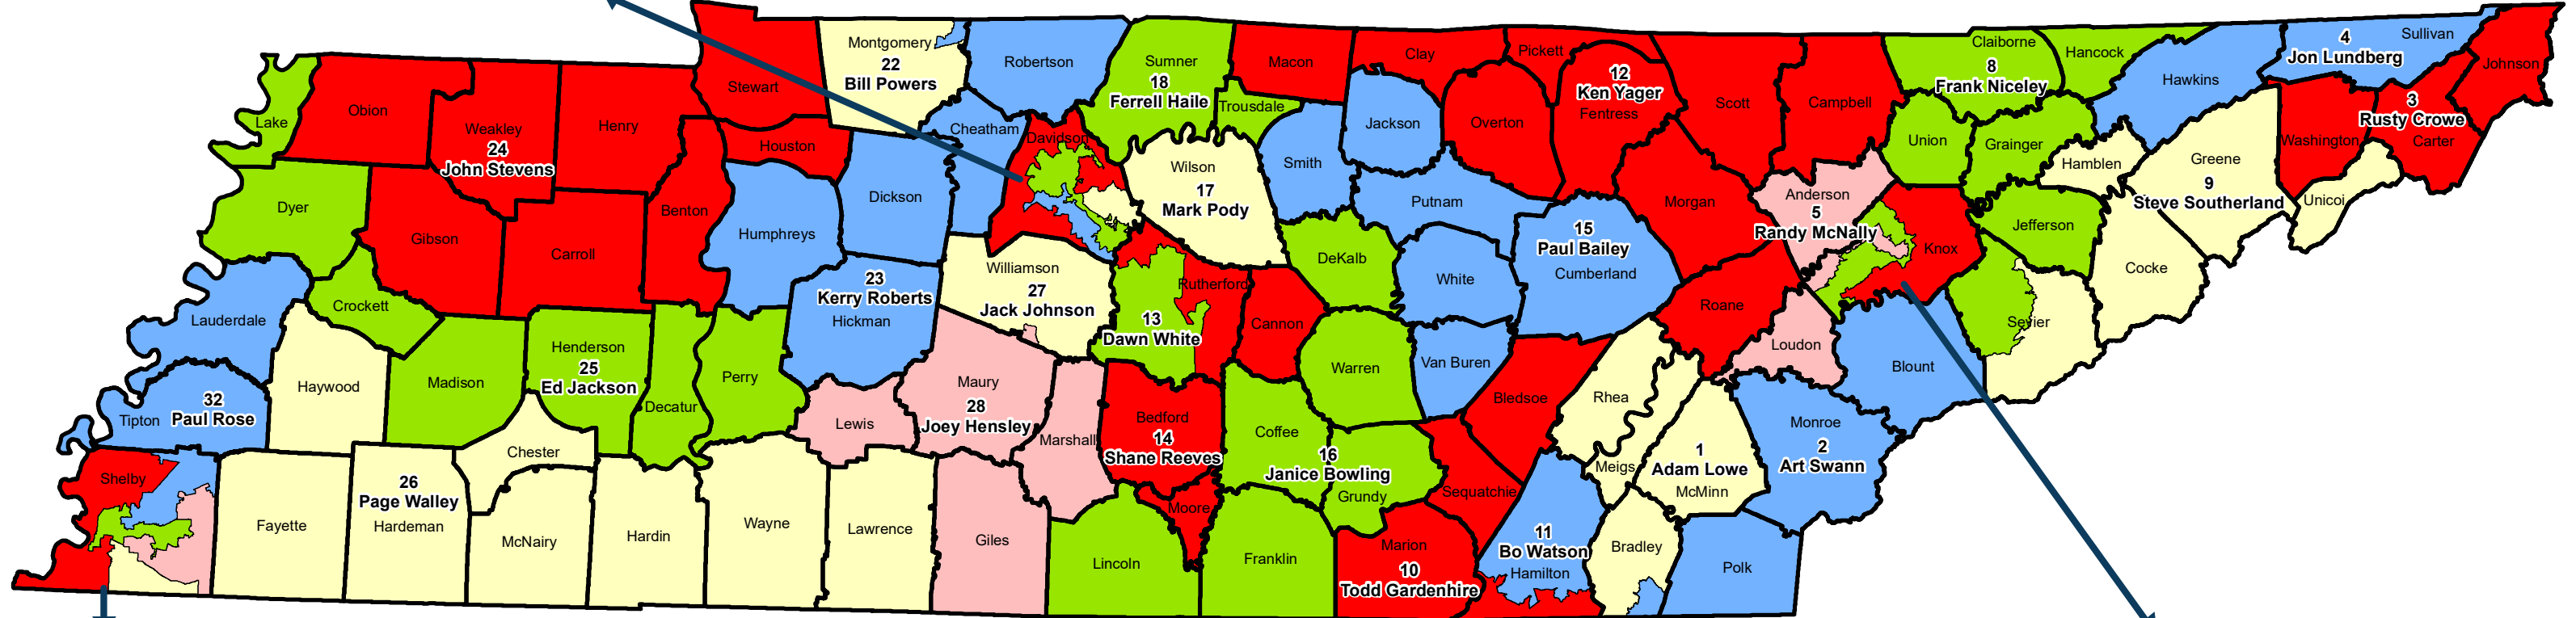 Lake
Obion
Weakley
24
John Stevens
Henry
Stewart
Houston
Montgomery
22
Bill Powers
Robertson
Cheatham
Davidson
Sumner
18
Ferrell Haile
Trousdale
Macon
Clay
Pickett
12
Ken Yager
Fentress
Overton
Jackson
Smith
Wilson
17
Mark Pody
Putnam
Scott
Campbell
Morgan
Anderson
5
Randy McNally
Claiborne
8
Frank Niceley
Union
Hancock
Grainger
Hawkins
4
Sullivan
Jon Lundberg
Johnson
3
Rusty Crowe
Carter
Washington
Unicoi
Greene
9
Steve Southerland
Hamblen
Jefferson
Cocke
Knox
Sevier
Dyer
Gibson
Carroll
Benton
Humphreys
Dickson
23
Kerry Roberts
Hickman
Williamson
27
Jack Johnson
Rutherford
13
Dawn White
Cannon
DeKalb
White
15
Paul Bailey
Cumberland
Roane
Loudon
Blount
Lauderdale
Crockett
Haywood
Madison
Henderson
25
Ed Jackson
Decatur
Perry
Lewis
Maury
28
Joey Hensley
Marshall
Bedford
14
Shane Reeves
Moore
Coffee
16
Janice Bowling
Grundy
Warren
Van Buren
Bledsoe
Sequatchie
Rhea
Meigs
1
Adam Lowe
McMinn
Monroe
2
Art Swann
Tipton
32
Paul Rose
Shelby
Fayette
26
Page Walley
Hardeman
Chester
McNairy
Hardin
Wayne
Lawrence
Giles
Lincoln
Franklin
Marion
10
Todd Gardenhire
11
Bo Watson
Hamilton
Bradley
Polk